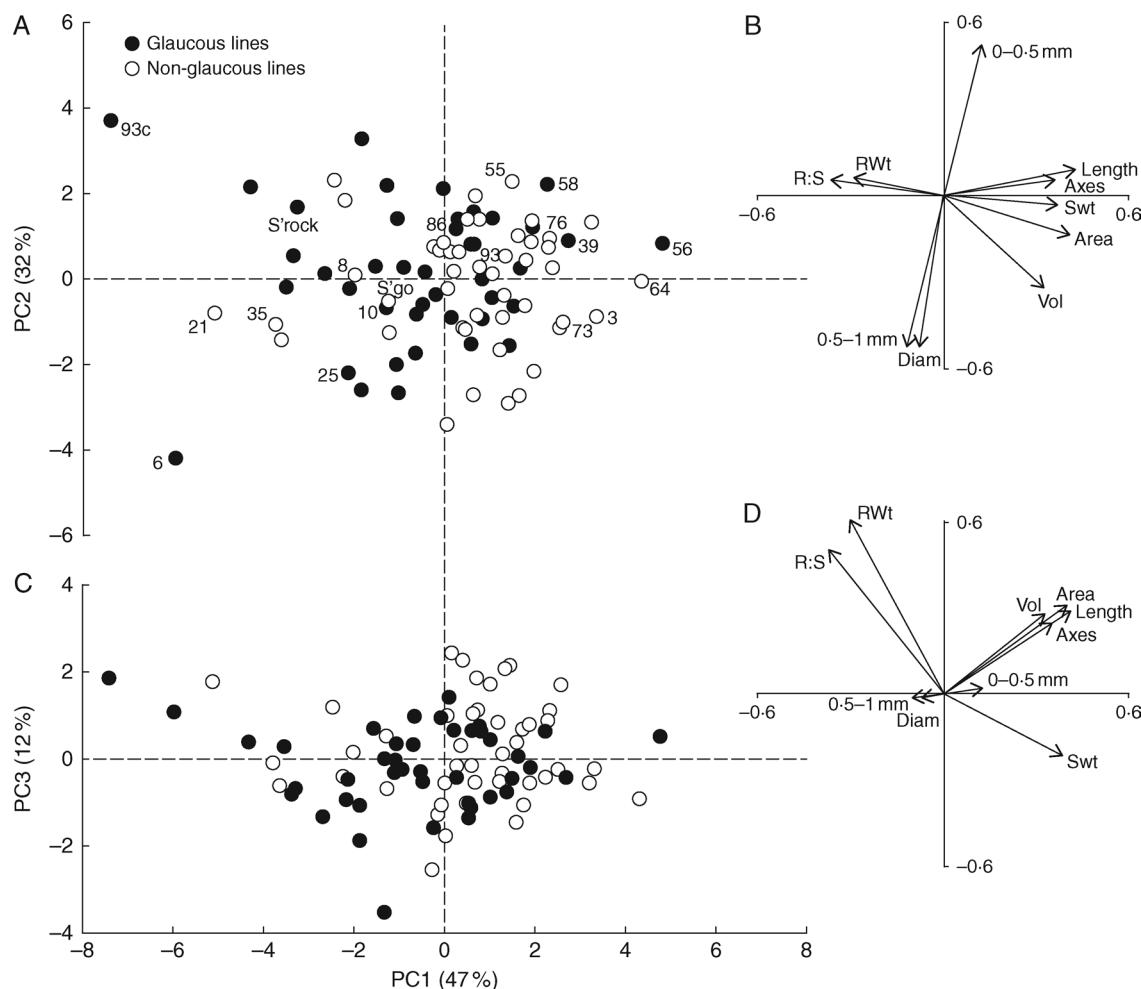 A
6
4
2
0
−2
−4
−6
PC2 (32 %)
Glaucous lines
Non-glaucous lines
93c
55
58
S'rock
86
76
93
39
56
8
S'go
64
10
21
35
3
73
25
6
B
0·6
0–0·5 mm
RWt
R:S
Length
Axes
−0·6
0·6
Swt
Area
Vol
0·5–1 mm
Diam
−0·6
C
4
2
0
−2
−4
PC3 (12 %)
−8
−6
−4
−2
0
2
4
6
8
PC1 (47 %)
D
RWt
0·6
R:S
Area
Vol
Length
Axes
0–0·5 mm
0·5–1 mm
−0·6
0·6
Diam
Swt
−0·6